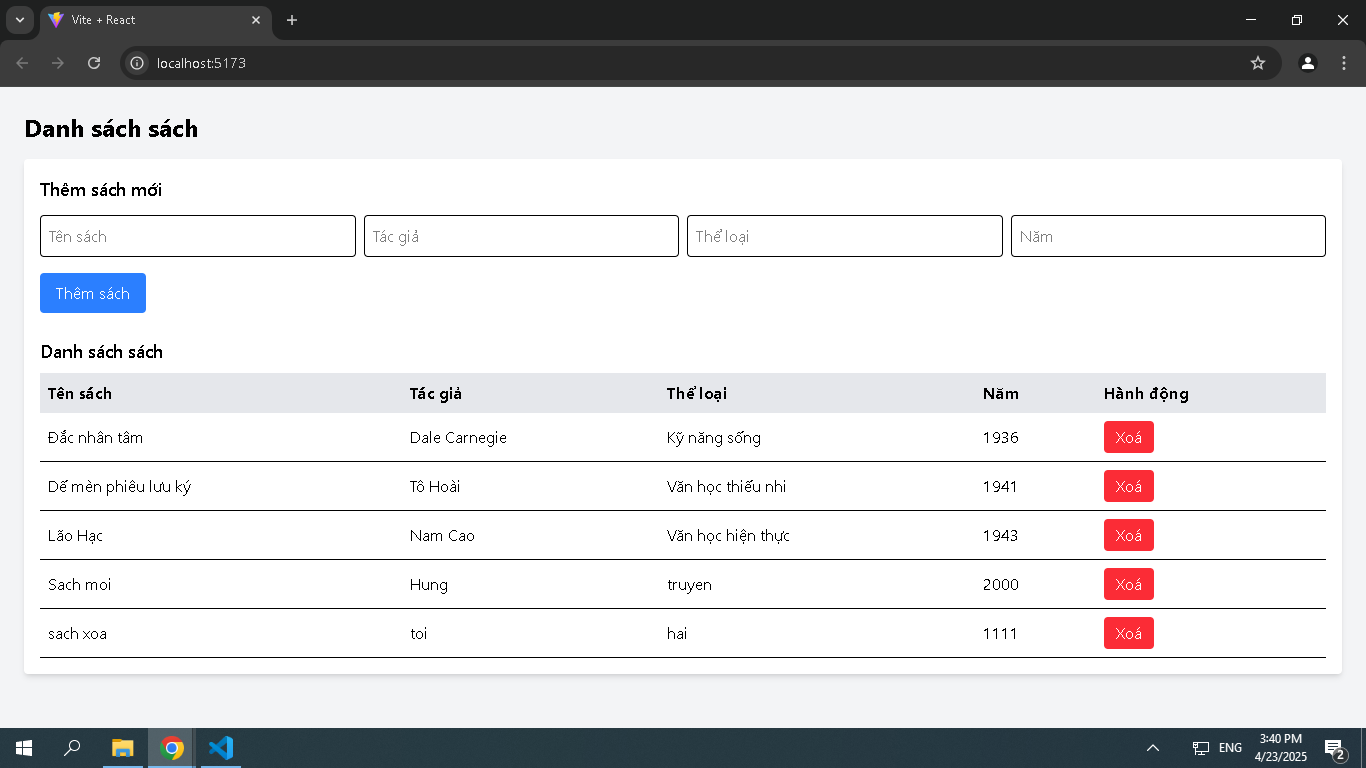 Vite + React
localhost:5173
Danh sách sách
Thêm sách mới
Tên sách Tác giả Thể loại Năm
Thêm sách
Danh sách sách
Tên sách Tác giả Thể loại Năm Hành động
Đắc nhân tâm Dale Carnegie Kỹ năng sống 1936 Xoá
Dế mèn phiêu lưu ký Tô Hoài Văn học thiếu nhi 1941 Xoá
Lão Hạc Nam Cao Văn học hiện thực 1943 Xoá
Sach moi Hung truyen 2000 Xoá
sach xoa toi hai 1111 Xoá
ENG
3:40 PM
4/23/2025
2